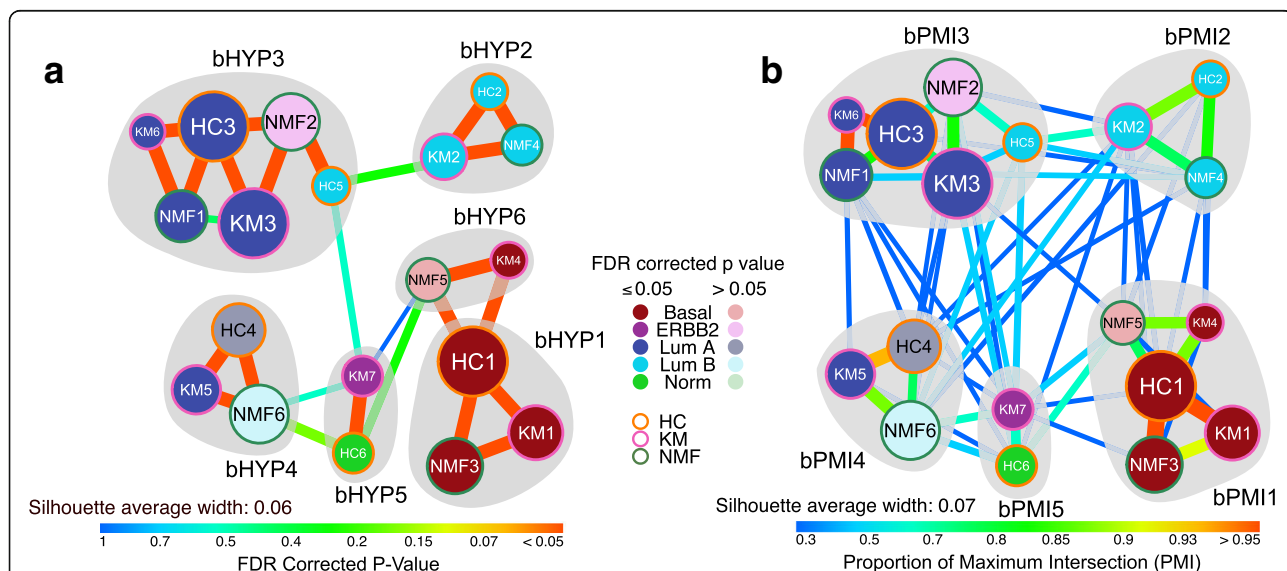 a
bHYP3
bHYP2
KM6
HC3
NMF2
HC2
KM2
NMF4
HC5
NMF1
KM3
bHYP6
NMF5
KM4
bHYP1
HC4
HC1
KM5
KM7
NMF6
KM1
HC6
NMF3
bHYP4
bHYP5
Silhouette average width: 0.06
1 0.7 0.5 0.4 0.2 0.15 0.07 < 0.05
FDR Corrected P-Value
FDR corrected p value
≤ 0.05 > 0.05
Basal
ERBB2
Lum A
Lum B
Norm
HC
KM
NMF
b
bPMI3
bPMI2
NMF2
HC2
KM6
HC3
KM2
HC5
NMF1
KM3
NMF4
NMF5
KM4
HC4
KM5
HC1
KM7
NMF6
KM1
HC6
NMF3
bPMI4
bPMI5
bPMI1
Silhouette average width: 0.07
0.3 0.5 0.7 0.8 0.85 0.9 0.93 > 0.95
Proportion of Maximum Intersection (PMI)